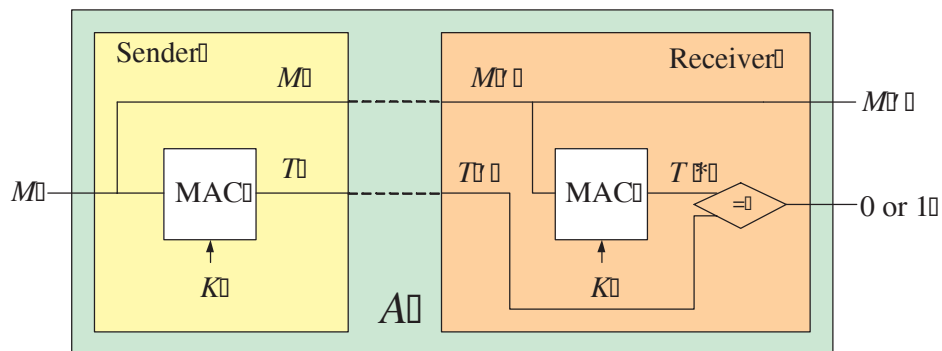 Sender
Receiver
M
M'
M'
M
MAC
T
T'
MAC
T*
=
0 or 1
K
K
A